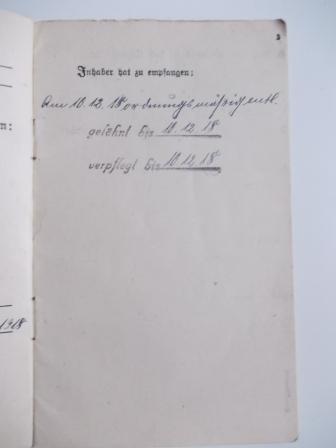 3
Inhaber hat zu empfangen:
Am 10.12.18 ordnungsmäßig entl.
gelöhnt bis 10.12.18
verpflegt bis 10.12.18
n:
1918